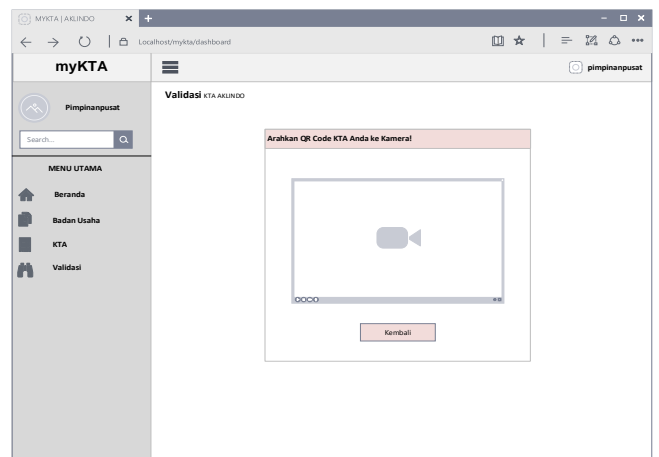 MYKTA | AKLINDO
Localhost/mykta/dashboard
myKTA
pimpinanpusat
Pimpinanpusat
Search...
MENU UTAMA
Beranda
Badan Usaha
KTA
Validasi
Validasi KTA AKLINDO
Arahkan QR Code KTA Anda ke Kamera!
Kembali